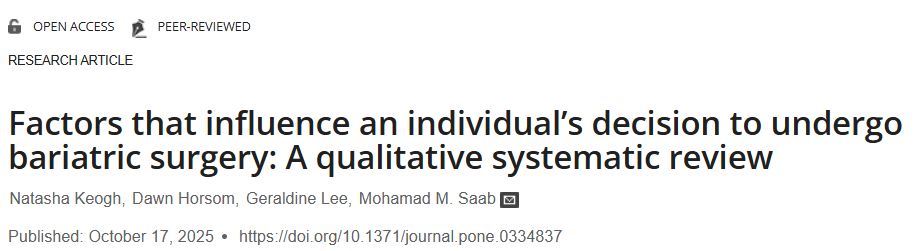 OPEN ACCESS PEER-REVIEWED
RESEARCH ARTICLE
Factors that influence an individual’s decision to undergo
bariatric surgery: A qualitative systematic review
Natasha Keogh, Dawn Horsom, Geraldine Lee, Mohamad M. Saab
Published: October 17, 2025 • https://doi.org/10.1371/journal.pone.0334837